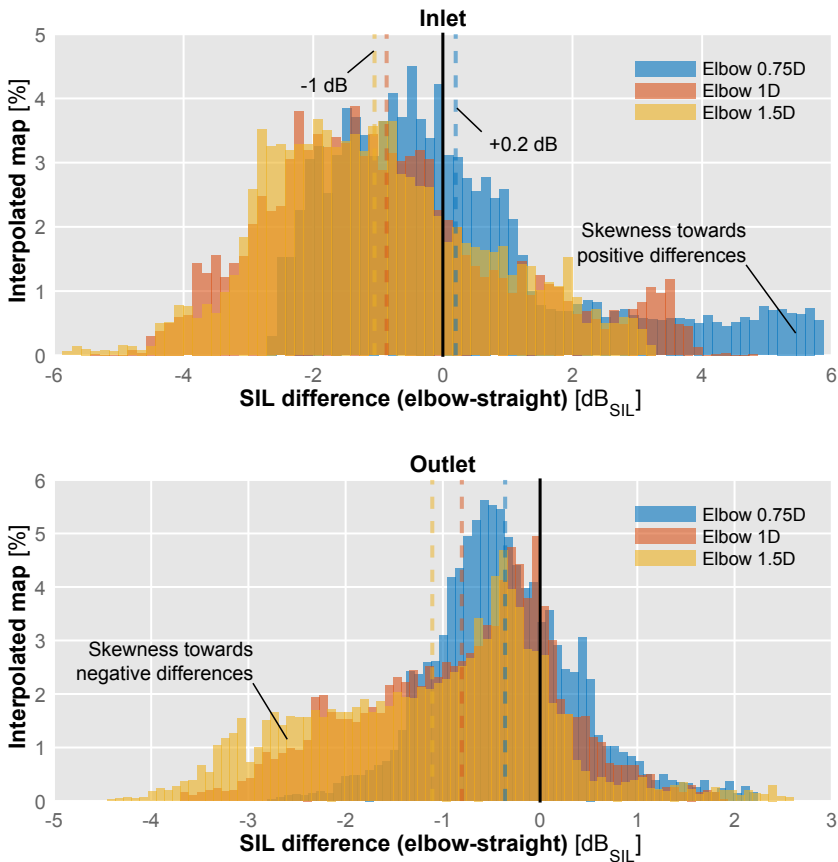 Inlet
5
4
3
2
1
0
Interpolated map [%]
-1 dB
+0.2 dB
Elbow 0.75D
Elbow 1D
Elbow 1.5D
Skewness towards
positive differences
-6 -4 -2 0 2 4 6
SIL difference (elbow-straight) [dB_SIL]
Outlet
6
5
4
3
2
1
0
Interpolated map [%]
Elbow 0.75D
Elbow 1D
Elbow 1.5D
Skewness towards
negative differences
-5 -4 -3 -2 -1 0 1 2 3
SIL difference (elbow-straight) [dB_SIL]